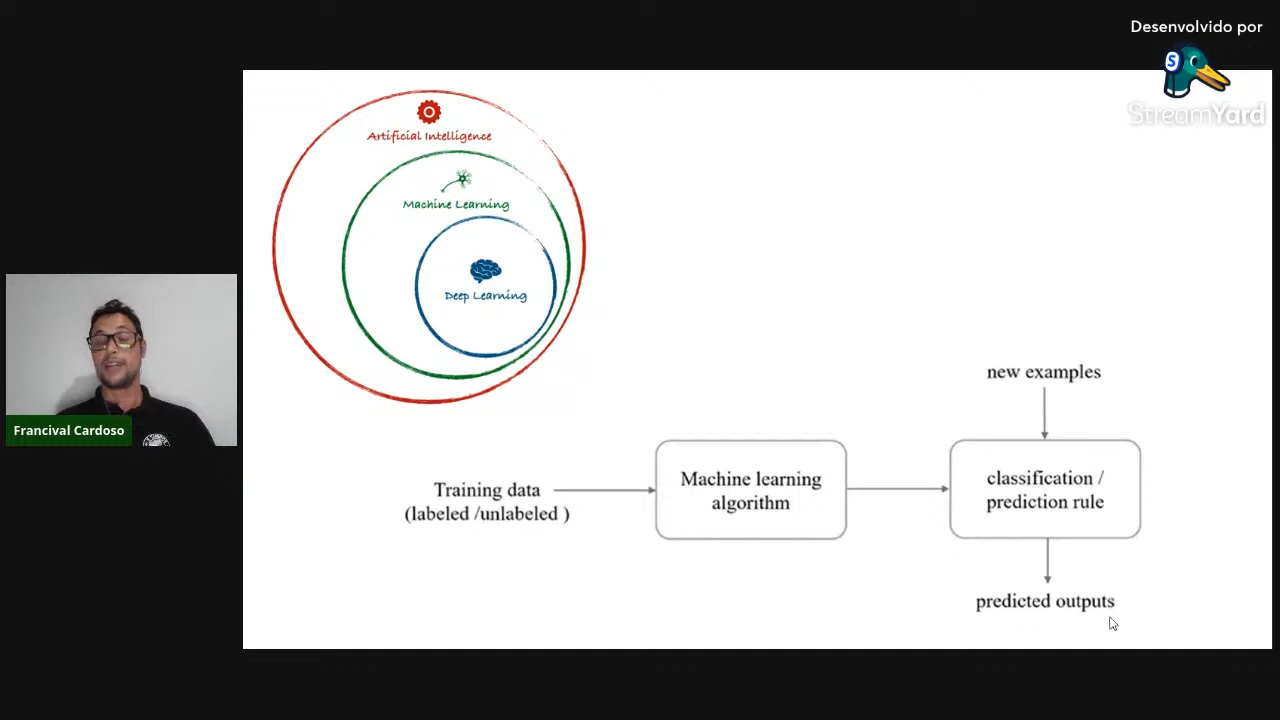 Desenvolvido por
S
StreamYard
Artificial Intelligence
Machine Learning
Deep Learning
Francival Cardoso
new examples
Training data
(labeled /unlabeled )
Machine learning
algorithm
classification /
prediction rule
predicted outputs